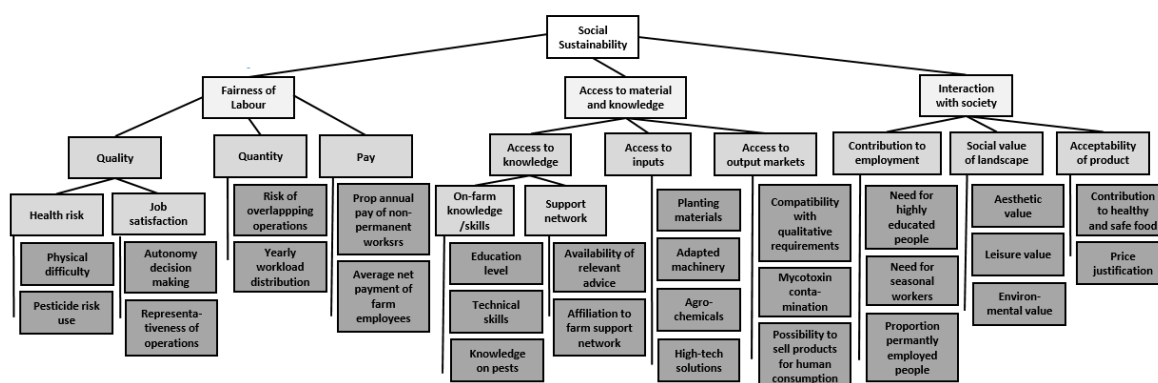 Social
Sustainability
Fairness of
Labour
Access to material
and knowledge
Interaction
with society
Quality
Quantity
Pay
Access to
knowledge
Access to
inputs
Access to
output markets
Contribution to
employment
Social value
of landscape
Acceptability
of product
Health risk
Job
satisfaction
Risk of
overlappping
operations
Yearly
workload
distribution
Prop annual
pay of non-
permanent
worksrs
Average net
payment of
farm
employees
On-farm
knowledge
/skills
Support
network
Physical
difficulty
Pesticide risk
use
Autonomy
decision
making
Representa-
tiveness of
operations
Education
level
Technical
skills
Knowledge
on pests
Availability of
relevant
advice
Affiliation to
farm support
network
Planting
materials
Adapted
machinery
Agro-
chemicals
High-tech
solutions
Compatibility
with
qualitative
requirements
Mycotoxin
conta-
mination
Possibility to
sell products
for human
consumption
Need for
highly
educated
people
Need for
seasonal
workers
Proportion
permantly
employed
people
Aesthetic
value
Leisure value
Environ-
mental value
Contribution
to healthy
and safe food
Price
justification